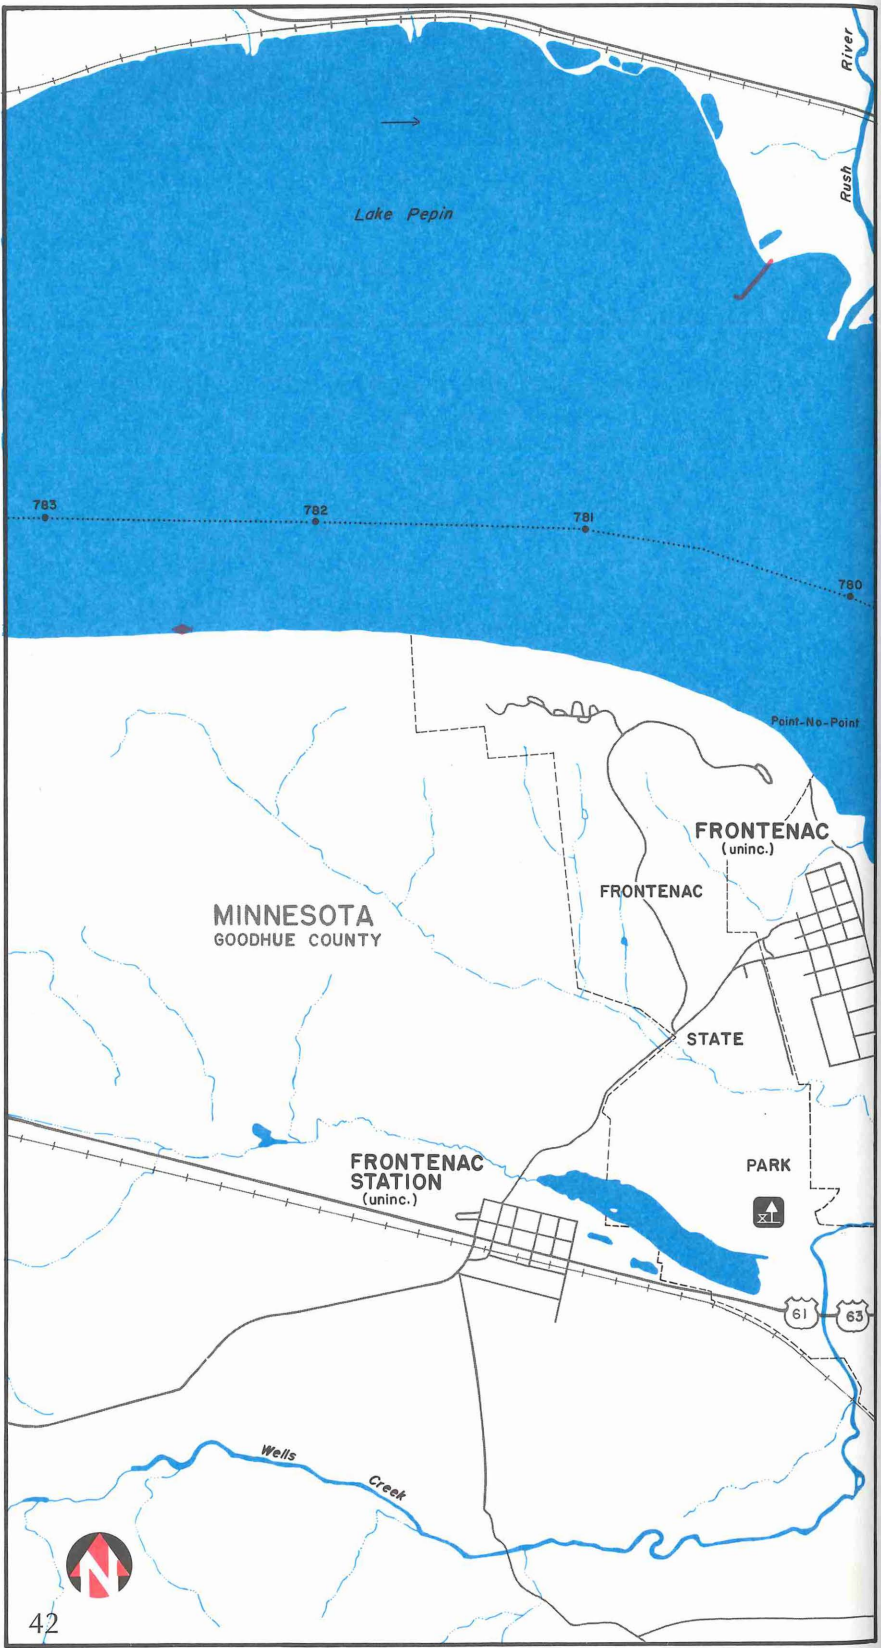 River
Rush
Lake Pepin
783
782
781
780
Point-No-Point
FRONTENAC
(uninc.)
FRONTENAC
MINNESOTA
GOODHUE COUNTY
STATE
FRONTENAC
STATION
(uninc.)
PARK
61
63
Wells
Creek
N
42